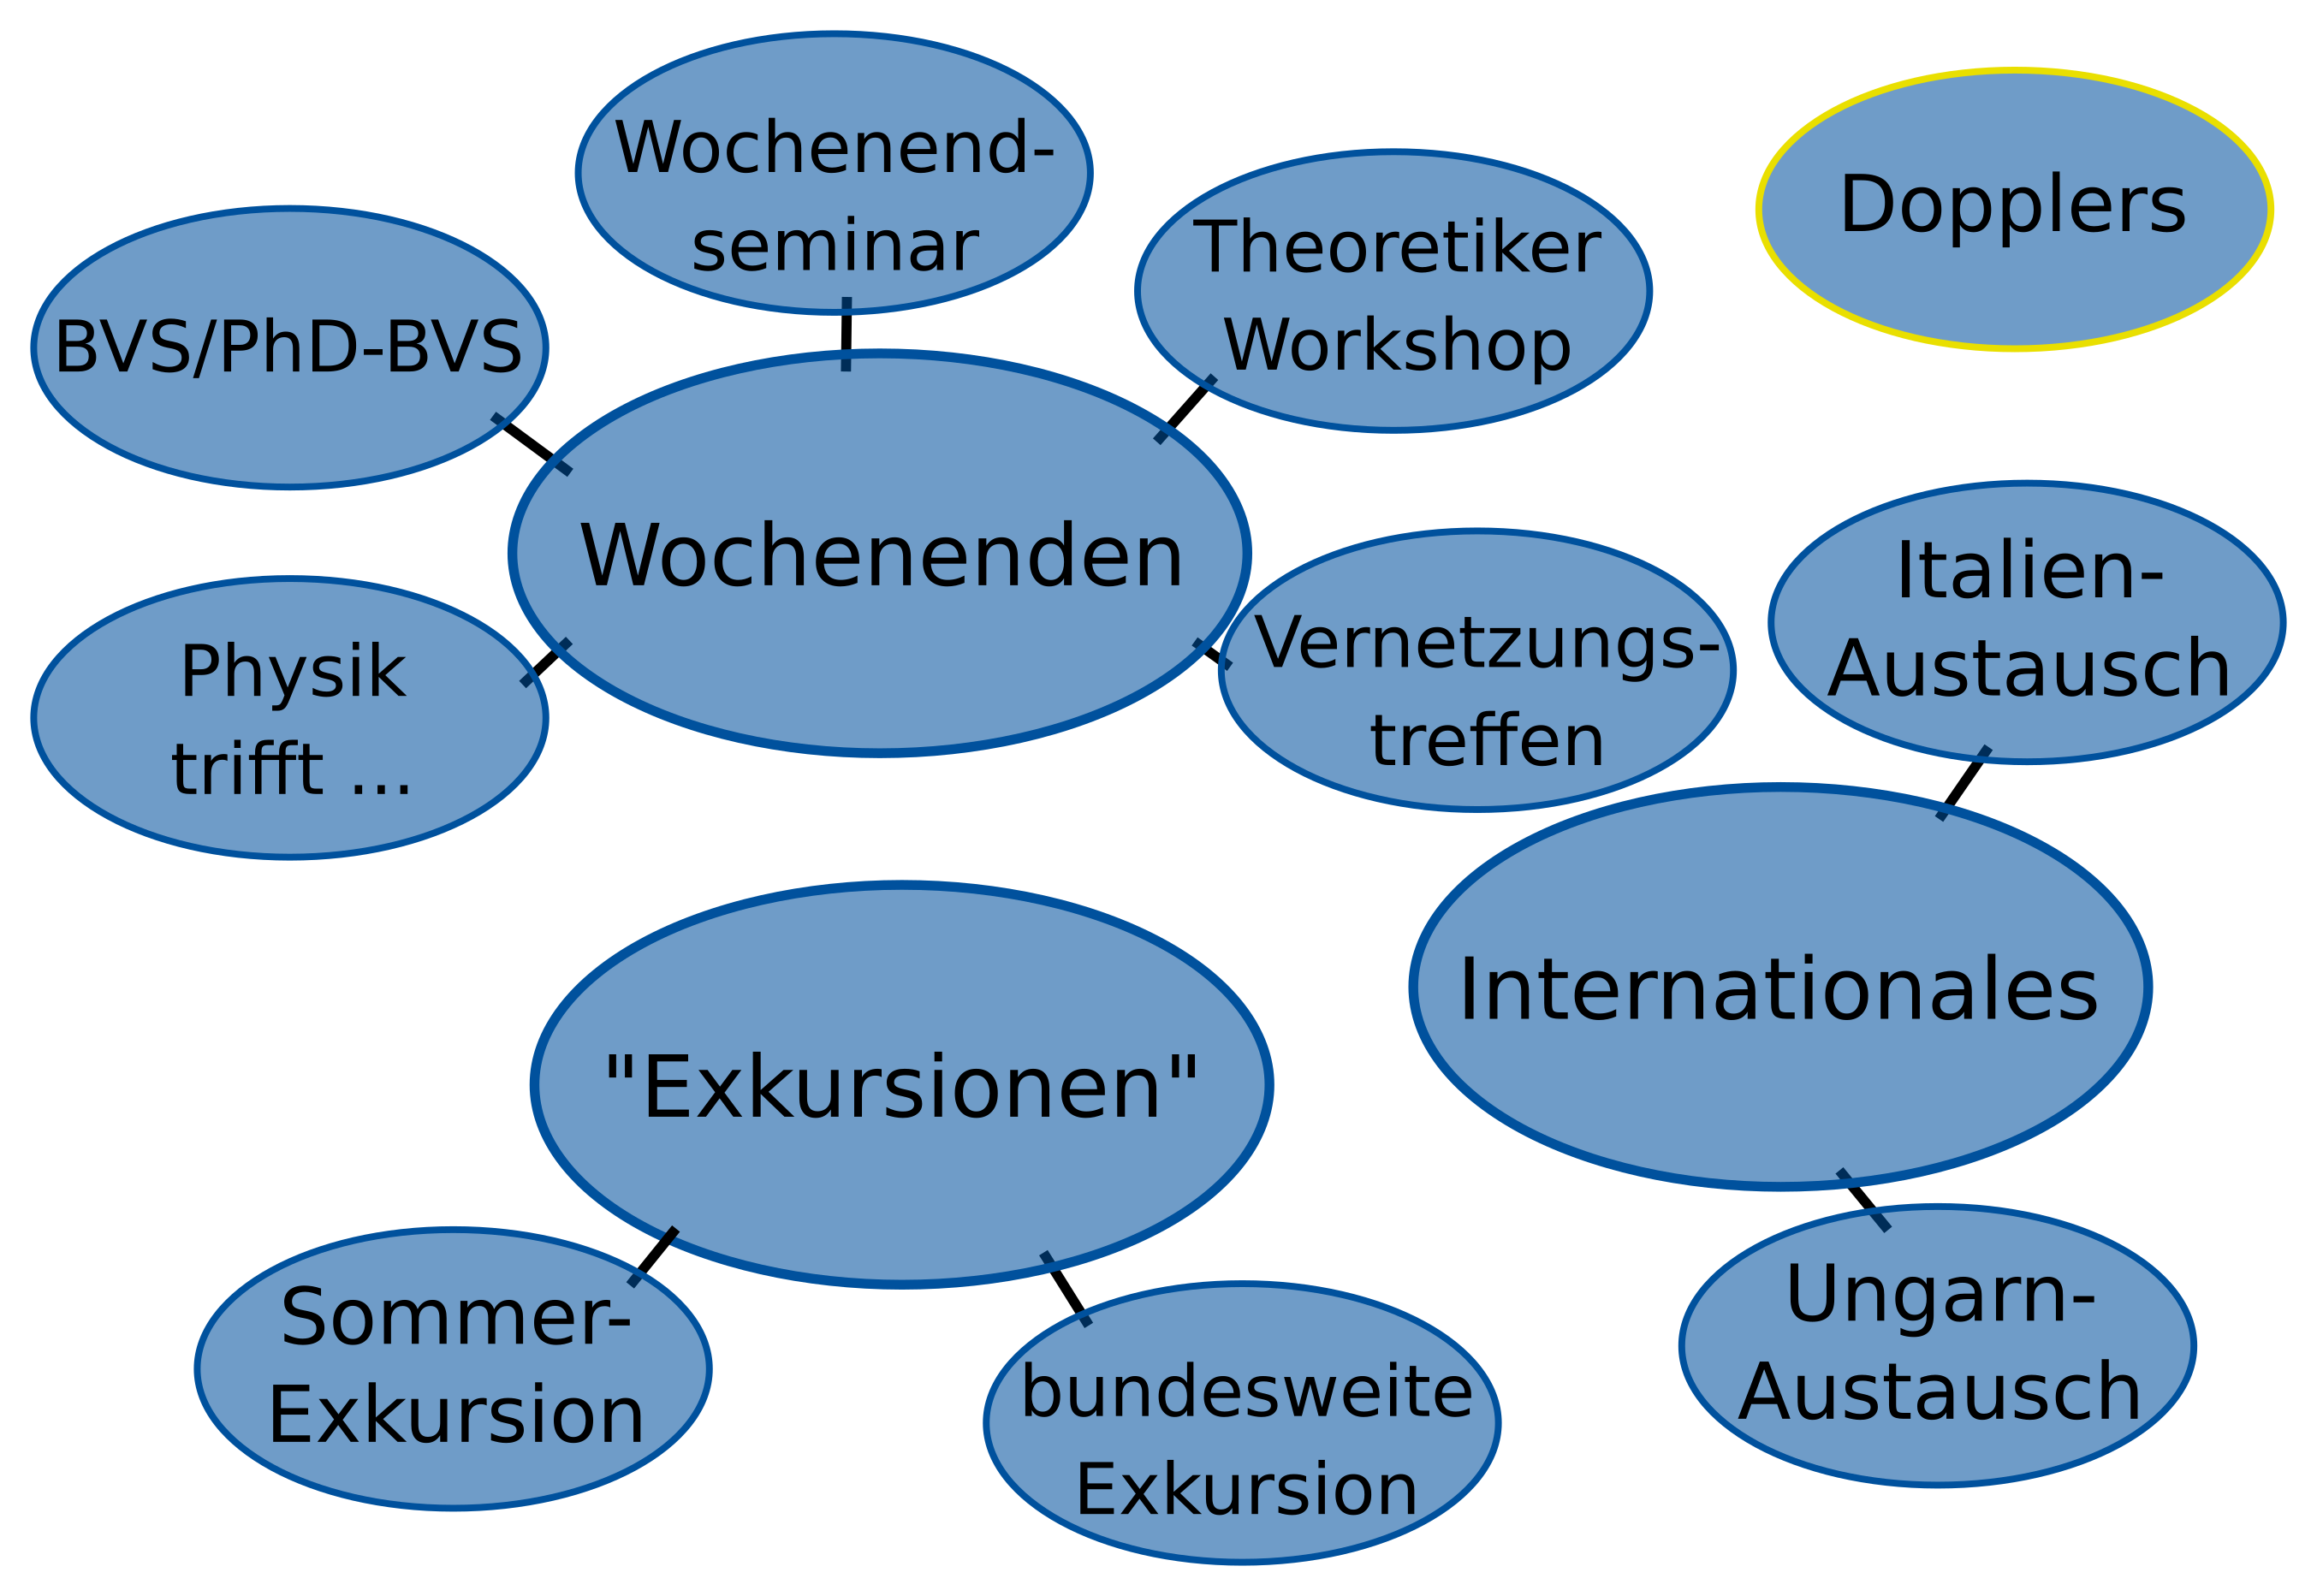 Wochenend-
seminar
Dopplers
Theoretiker
Workshop
BVS/PhD-BVS
Wochenenden
Italien-
Austausch
Vernetzungs-
treffen
Physik
trifft ...
Internationales
"Exkursionen"
Sommer-
Exkursion
Ungarn-
Austausch
bundesweite
Exkursion